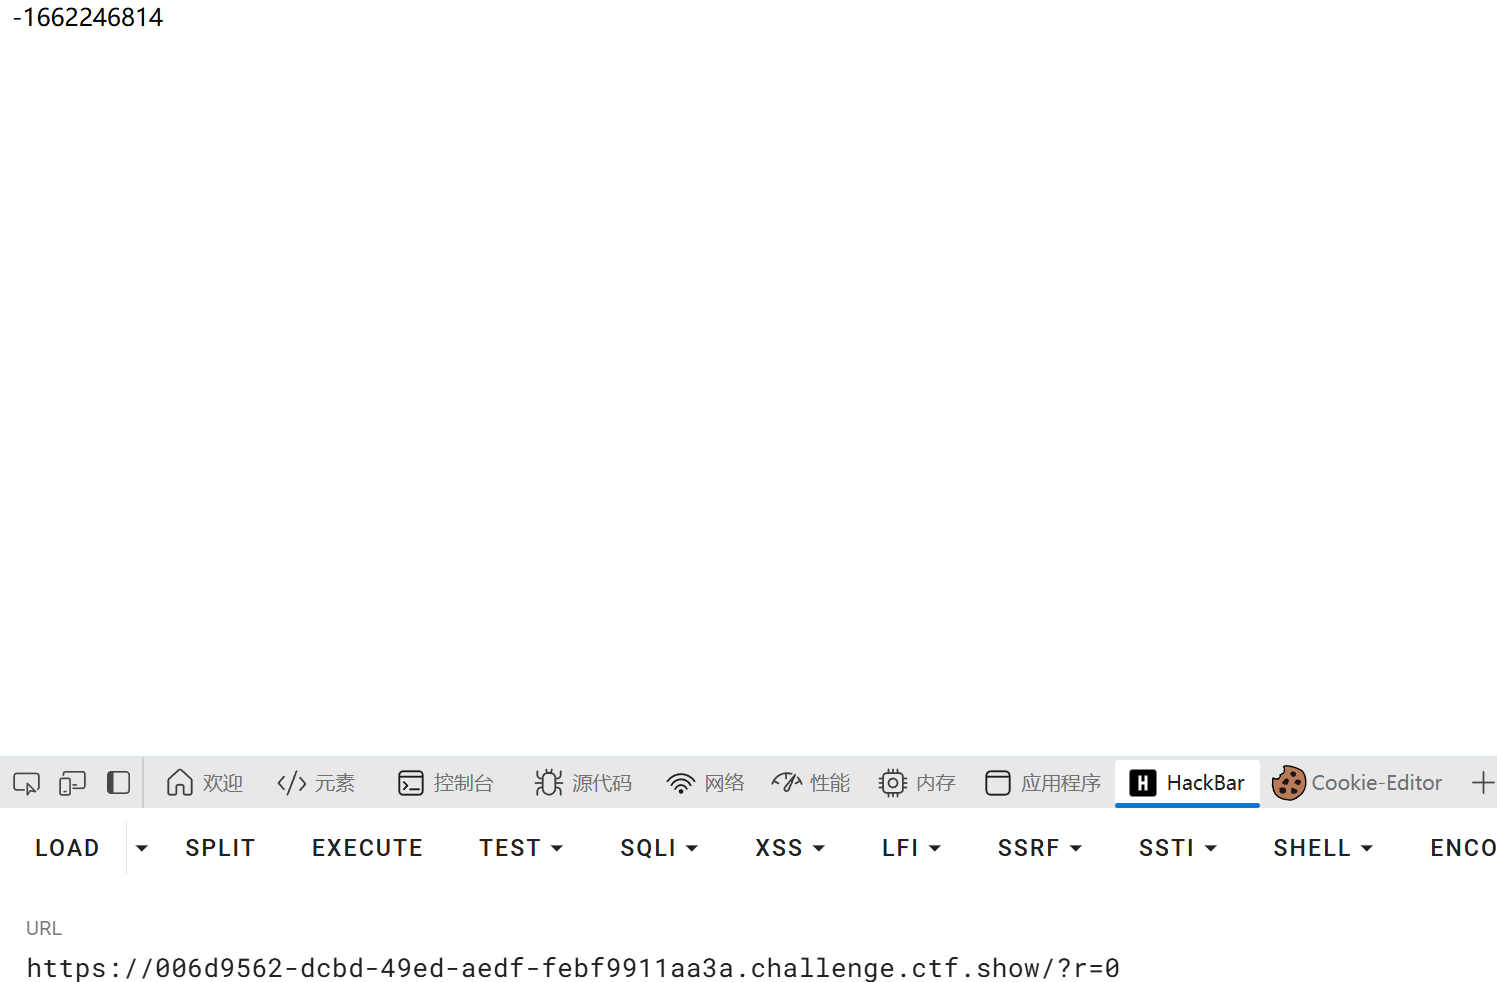 -1662246814
欢迎 元素 控制台 源代码 网络 性能 内存 应用程序 HackBar Cookie-Editor
LOAD SPLIT EXECUTE TEST SQLI XSS LFI SSRF SSTI SHELL ENCO
URL
https://006d9562-dcbd-49ed-aedf-febf9911aa3a.challenge.ctf.show/?r=0